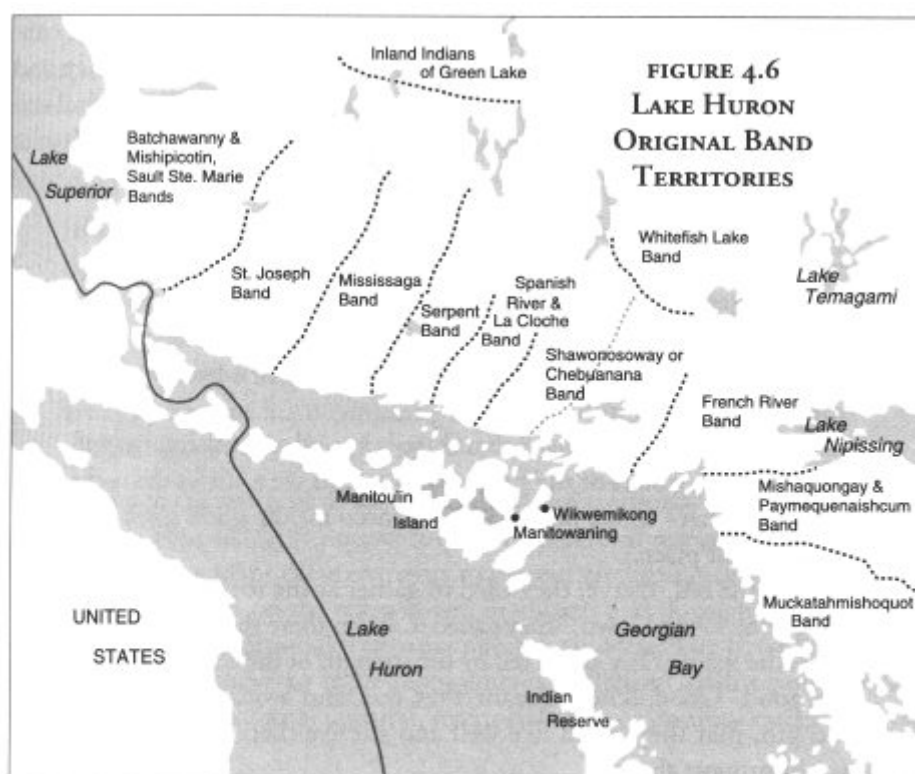 FIGURE 4.6
LAKE HURON
ORIGINAL BAND
TERRITORIES
Inland Indians
of Green Lake
Batchawanny &
Mishipicotin,
Sault Ste. Marie
Bands
Lake
Superior
St. Joseph
Band
Mississaga
Band
Serpent
Band
Spanish
River &
La Cloche
Band
Whitefish Lake
Band
Lake
Temagami
Shawonosoway or
Chebuanana
Band
French River
Band
Lake
Nipissing
Mishaquongay &
Paymequenaishcum
Band
Muckatahmishoquot
Band
Manitoulin
Island
Wikwemikong
Manitowaning
UNITED
STATES
Lake
Huron
Georgian
Bay
Indian
Reserve